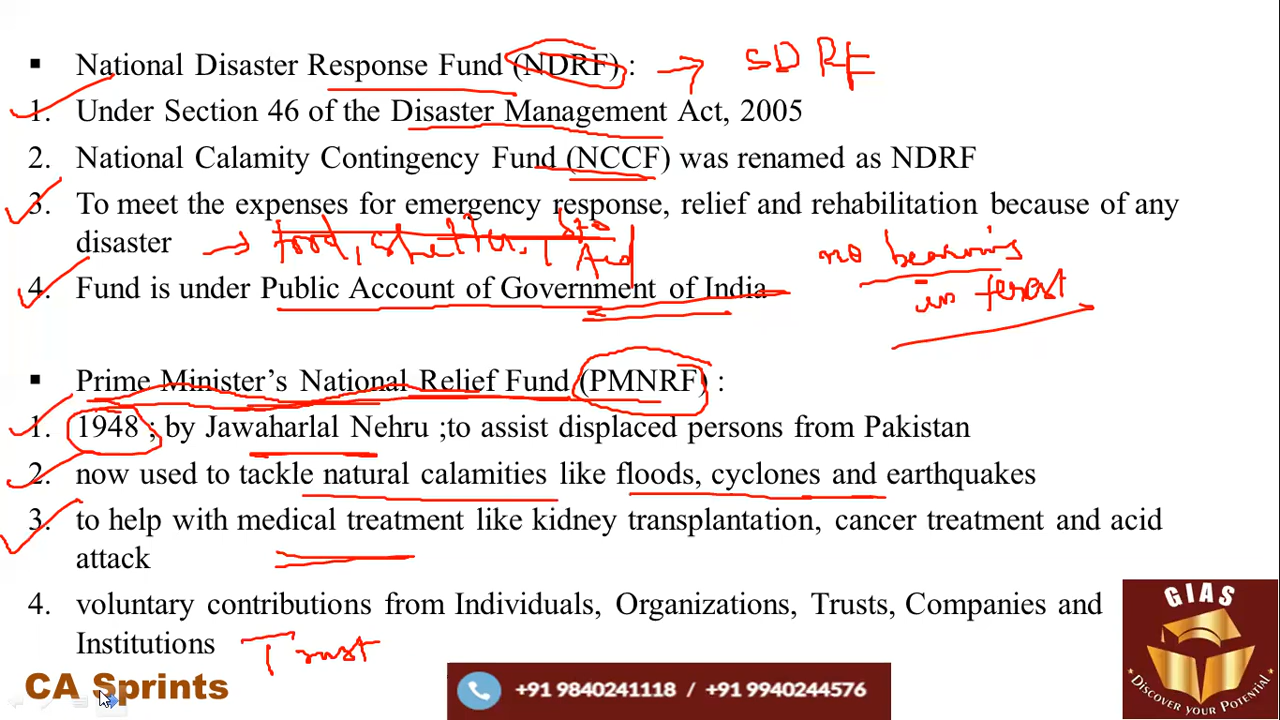 ▪ National Disaster Response Fund (NDRF) : → SDRF
1. Under Section 46 of the Disaster Management Act, 2005
2. National Calamity Contingency Fund (NCCF) was renamed as NDRF
3. To meet the expenses for emergency response, relief and rehabilitation because of any
disaster → food, shelter, Aid
no bearing
in
4. Fund is under Public Account of Government of India
▪ Prime Minister's National Relief Fund (PMNRF) :
1. 1948 ; by Jawaharlal Nehru ;to assist displaced persons from Pakistan
2. now used to tackle natural calamities like floods, cyclones and earthquakes
3. to help with medical treatment like kidney transplantation, cancer treatment and acid
attack
4. voluntary contributions from Individuals, Organizations, Trusts, Companies and
Institutions Trust
CA Sprints
+91 9840241118 / +91 9940244576
GIAS
"DISCOVER YOUR POTENTIAL"